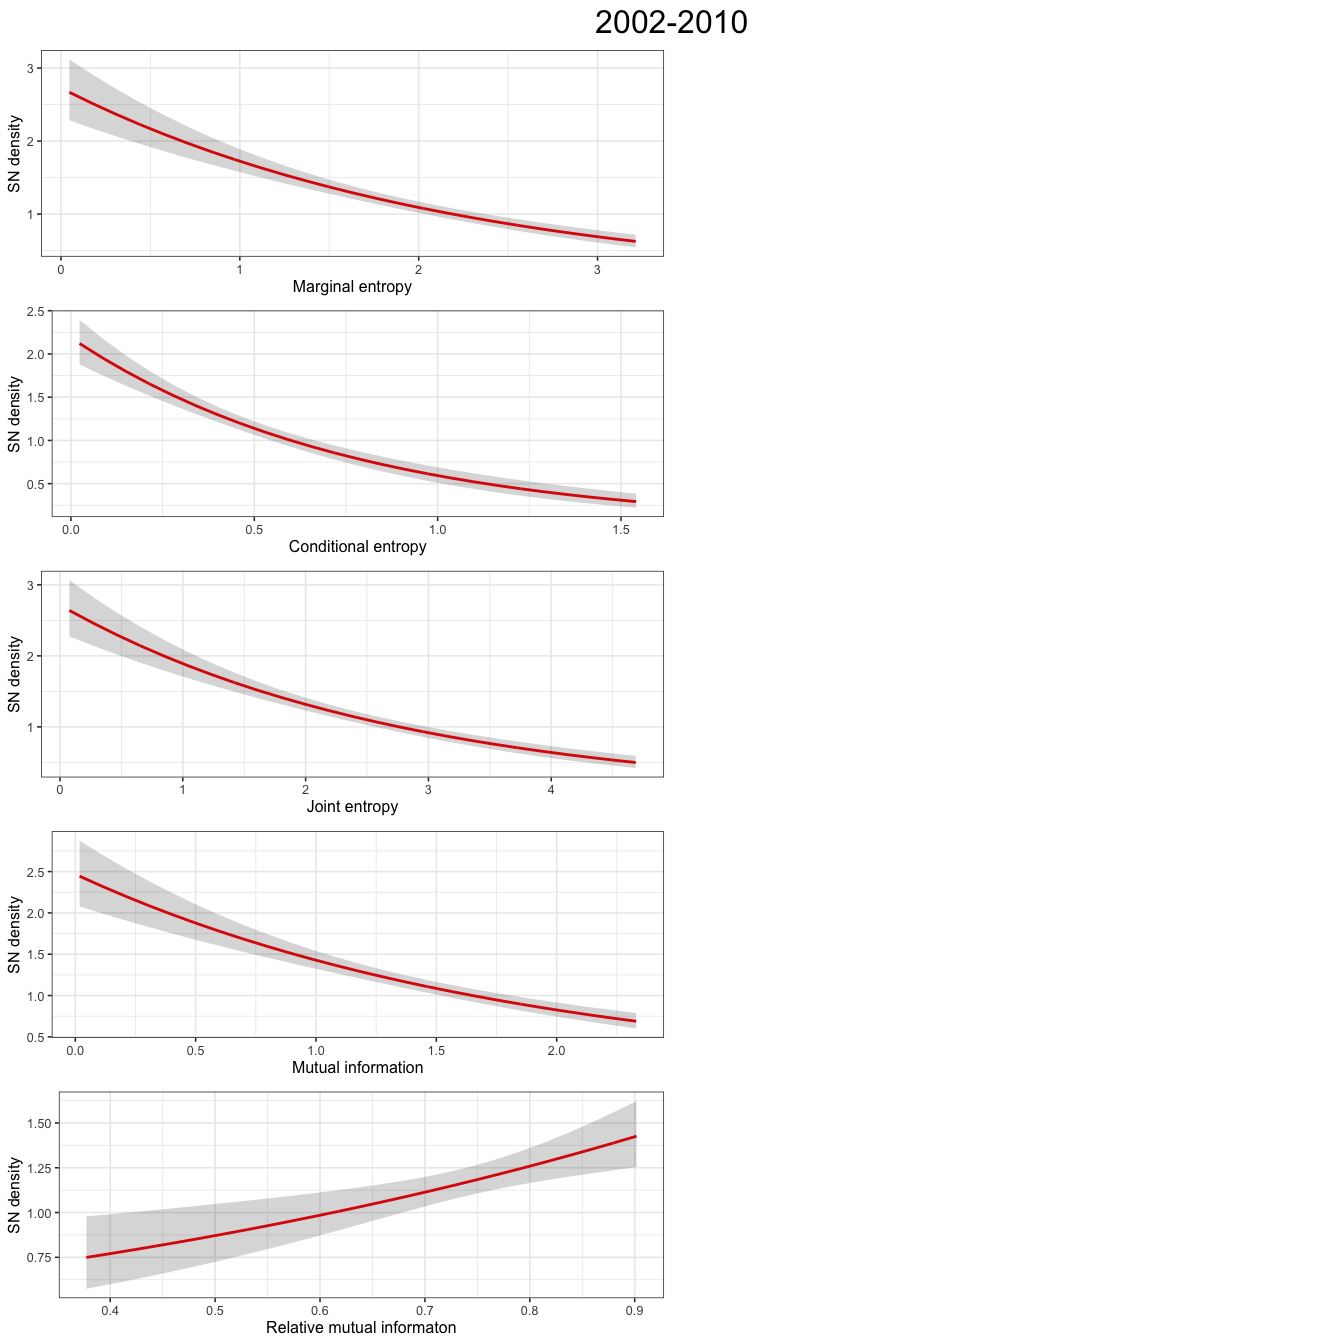 2002-2010
3
2
1
SN density
0 1 2 3
Marginal entropy
2.5
2.0
1.5
1.0
0.5
SN density
0.0 0.5 1.0 1.5
Conditional entropy
3
2
1
SN density
0 1 2 3 4
Joint entropy
2.5
2.0
1.5
1.0
0.5
SN density
0.0 0.5 1.0 1.5 2.0
Mutual information
1.50
1.25
1.00
0.75
SN density
0.4 0.5 0.6 0.7 0.8 0.9
Relative mutual informaton